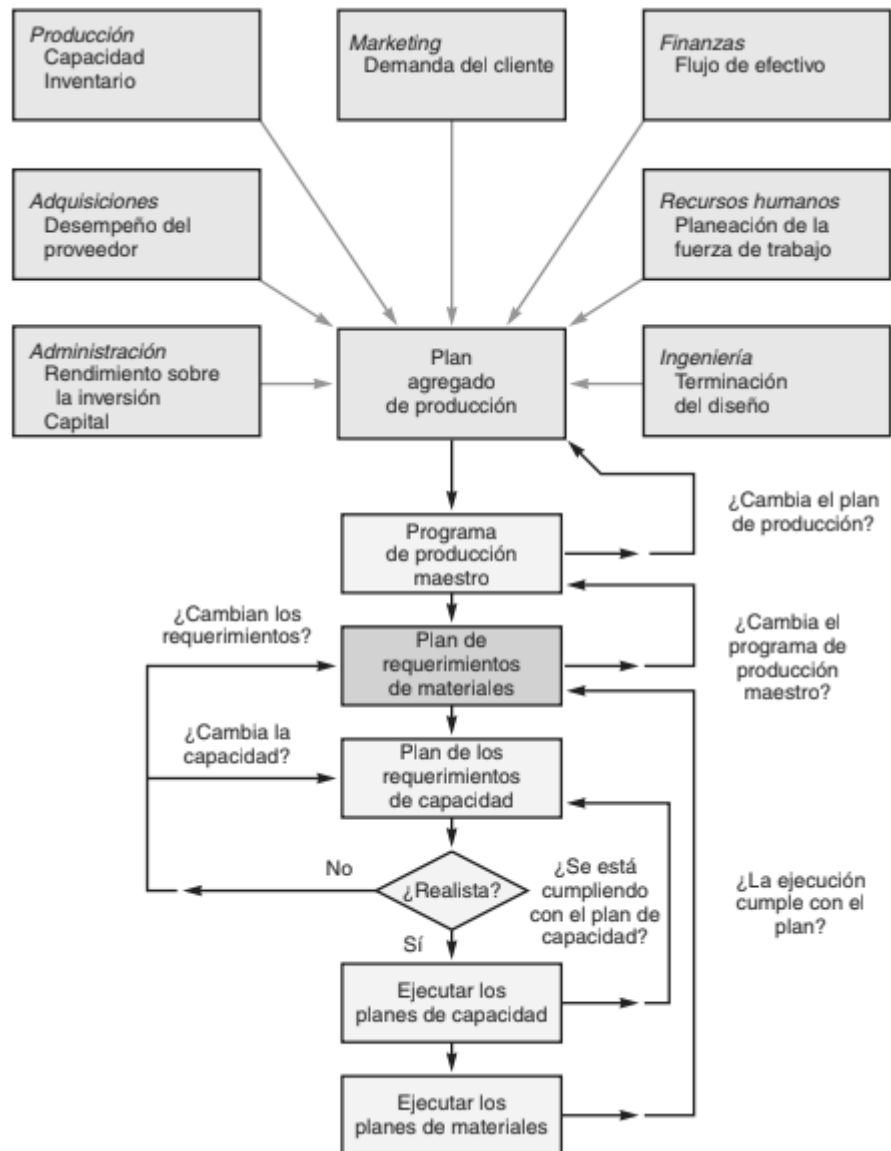 Producción
Capacidad
Inventario
Marketing
Demanda del cliente
Finanzas
Flujo de efectivo
Adquisiciones
Desempeño del
proveedor
Recursos humanos
Planeación de la
fuerza de trabajo
Administración
Rendimiento sobre
la inversión
Capital
Plan
agregado
de producción
Ingeniería
Terminación
del diseño
¿Cambia el plan
de producción?
Programa
de producción
maestro
¿Cambian los
requerimientos?
Plan de
requerimientos
de materiales
¿Cambia el
programa de
producción
maestro?
¿Cambia la
capacidad?
Plan de los
requerimientos
de capacidad
No
¿Realista?
¿Se está
cumpliendo
con el plan de
capacidad?
¿La ejecución
cumple con el
plan?
Sí
Ejecutar los
planes de capacidad
Ejecutar los
planes de materiales